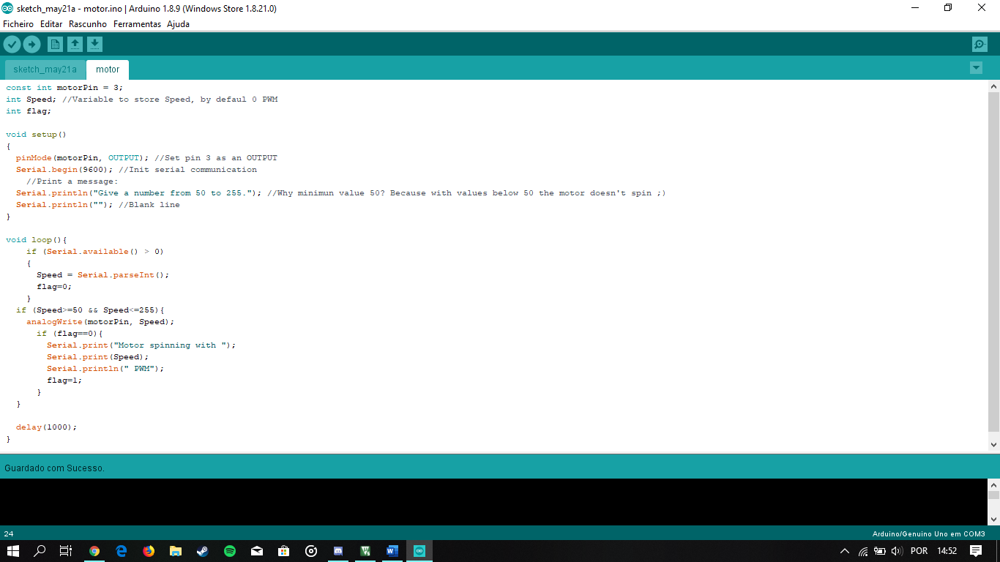 sketch_may21a - motor.ino | Arduino 1.8.9 (Windows Store 1.8.21.0)
Ficheiro Editar Rascunho Ferramentas Ajuda
sketch_may21a motor
const int motorPin = 3;
int Speed; //Variable to store Speed, by defaul 0 PWM
int flag;
void setup()
{
pinMode(motorPin, OUTPUT); //Set pin 3 as an OUTPUT
Serial.begin(9600); //Init serial communication
//Print a message:
Serial.println("Give a number from 50 to 255."); //Why minimun value 50? Because with values below 50 the motor doesn't spin ;)
Serial.println(""); //Blank line
}
void loop(){
if (Serial.available() > 0)
{
Speed = Serial.parseInt();
flag=0;
}
if (Speed>=50 && Speed<=255){
analogWrite(motorPin, Speed);
if (flag==0){
Serial.print("Motor spinning with ");
Serial.print(Speed);
Serial.println(" PWM");
flag=1;
}
}
delay(1000);
}
Guardado com Sucesso.
24 Arduino/Genuino Uno em COM3
POR 14:52